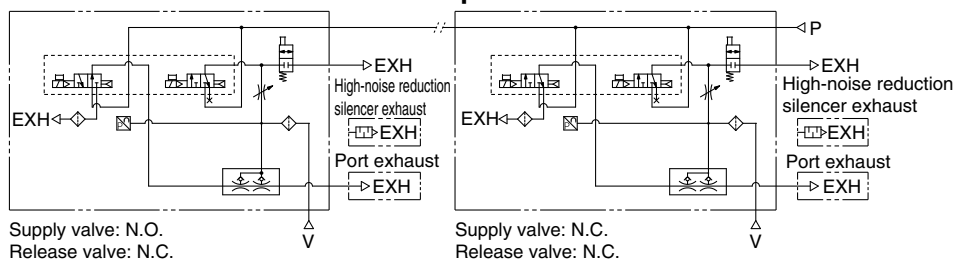 P
EXH
High-noise reduction
silencer exhaust
EXH
EXH
Port exhaust
EXH
V
Supply valve: N.O.
Release valve: N.C.
EXH
High-noise reduction
silencer exhaust
EXH
EXH
Port exhaust
EXH
V
Supply valve: N.C.
Release valve: N.C.